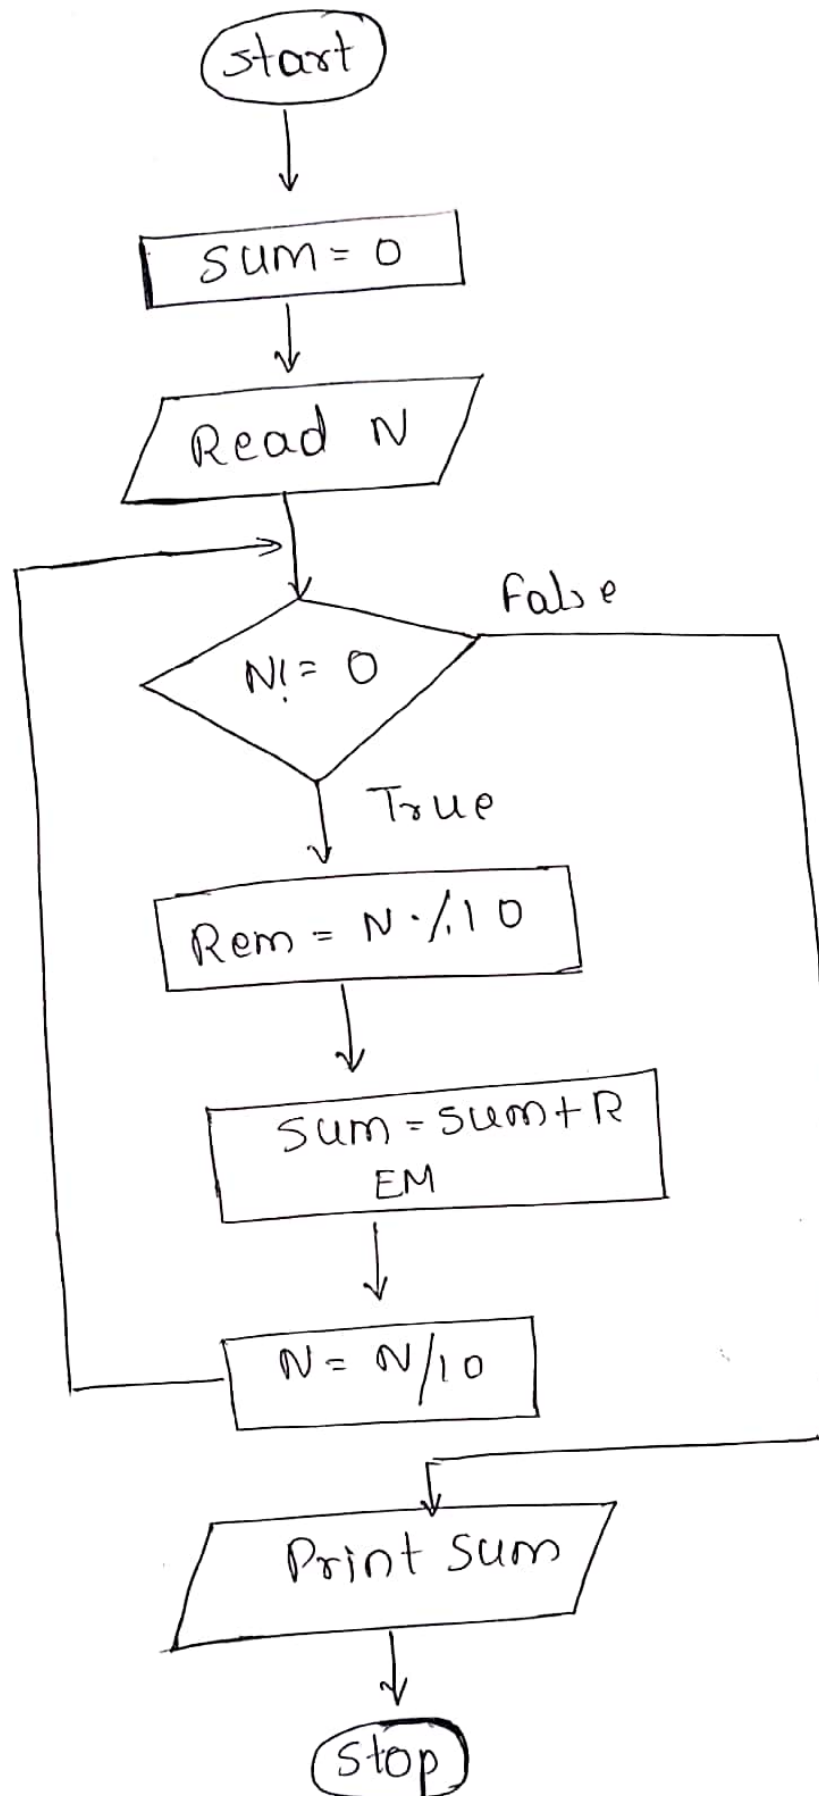 start
sum = 0
Read N
False
N! = 0
True
Rem = N % 10
sum = sum + R
EM
N = N/10
Print sum
stop